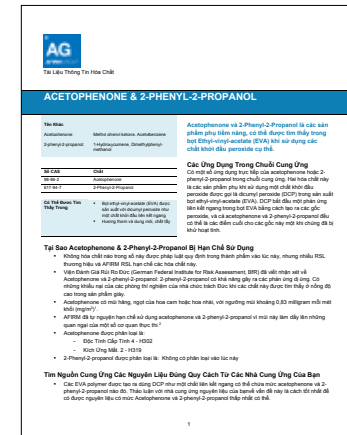 AG
Tài Liệu Thông Tin Hóa Chất
ACETOPHENONE & 2-PHENYL-2-PROPANOL
Tên Khác
Acetophenone: Methyl phenyl ketone, Acetylbenzene
2-phenyl-2-propanol: 1-Hydroxycumene, Dimethylphenyl-
methanol
Số CAS Chất
98-86-2 Acetophenone
617-94-7 2-Phenyl-2-Propanol
Có Thể Được Tìm
Thấy Trong
• Bọt ethyl-vinyl-acetate (EVA) được
sản xuất với dicumyl peroxide như
một chất khởi đầu liên kết ngang
• Hương thơm và dung môi, chất tẩy
Acetophenone và 2-Phenyl-2-Propanol là các sản
phẩm phụ tiềm năng, có thể được tìm thấy trong
bọt Ethyl-vinyl-acetate (EVA) khi sử dụng các
chất khởi đầu peroxide cụ thể.
Các Ứng Dụng Trong Chuỗi Cung Ứng
Có một số ứng dụng trực tiếp của acetophenone hoặc 2-
phenyl-2-propanol trong chuỗi cung ứng. Hai hóa chất này
là các sản phẩm phụ khi sử dụng một chất khởi đầu
peroxide được gọi là dicumyl peroxide (DCP) trong sản xuất
bọt ethyl-vinyl-acetate (EVA). DCP bắt đầu một phản ứng
liên kết ngang trong bọt EVA bằng cách tạo ra các gốc
peroxide, và cả acetophenone và 2-phenyl-2-propanol đều
có thể là các điểm cuối cho các gốc này một khi chúng đã bị
khử hoạt tính.
Tại Sao Acetophenone & 2-Phenyl-2-Propanol Bị Hạn Chế Sử Dụng
• Không hóa chất nào trong số này được pháp luật quy định trong thành phẩm vào lúc này, nhưng nhiều RSL
thương hiệu và AFIRM RSL hạn chế các hóa chất này.
• Viện Đánh Giá Rủi Ro Đức (German Federal Institute for Risk Assessment, BFR) đã viết nhận xét về
Acetophenone và 2-phenyl-2-propanol: 2-phenyl-2-propanol có khả năng gây ra các phản ứng dị ứng. Có
những khiếu nại của các phòng thí nghiệm của nhà chức trách Đức khi các chất này được tìm thấy ở nồng độ
cao trong sản phẩm giày.
• Acetophenone có mùi hăng, ngọt của hoa cam hoặc hoa nhài, với ngưỡng mùi khoảng 0,83 milligram mỗi mét
khối (mg/m³)¹.
• AFIRM đã tự nguyện hạn chế sử dụng acetophenone và 2-phenyl-2-propanol vì mùi này làm dấy lên những
quan ngại của một số cơ quan thực thi.²
• Acetophenone được phân loại là:
- Độc Tính Cấp Tính 4 - H302
- Kích Ứng Mắt. 2 - H319
• 2-Phenyl-2-propanol được phân loại là: Không có phân loại vào lúc này
Tìm Nguồn Cung Ứng Các Nguyên Liệu Đúng Quy Cách Từ Các Nhà Cung Ứng Của Bạn
• Các EVA polymer được tạo ra dùng DCP như một chất liên kết ngang có thể chứa mức acetophenone và 2-
phenyl-2-propanol nào đó. Thảo luận với nhà cung ứng nguyên liệu của bạn về vấn đề này là cách tốt nhất để
có được nguyên liệu có mức Acetophenone và 2-phenyl-2-propanol thấp nhất có thể.
1